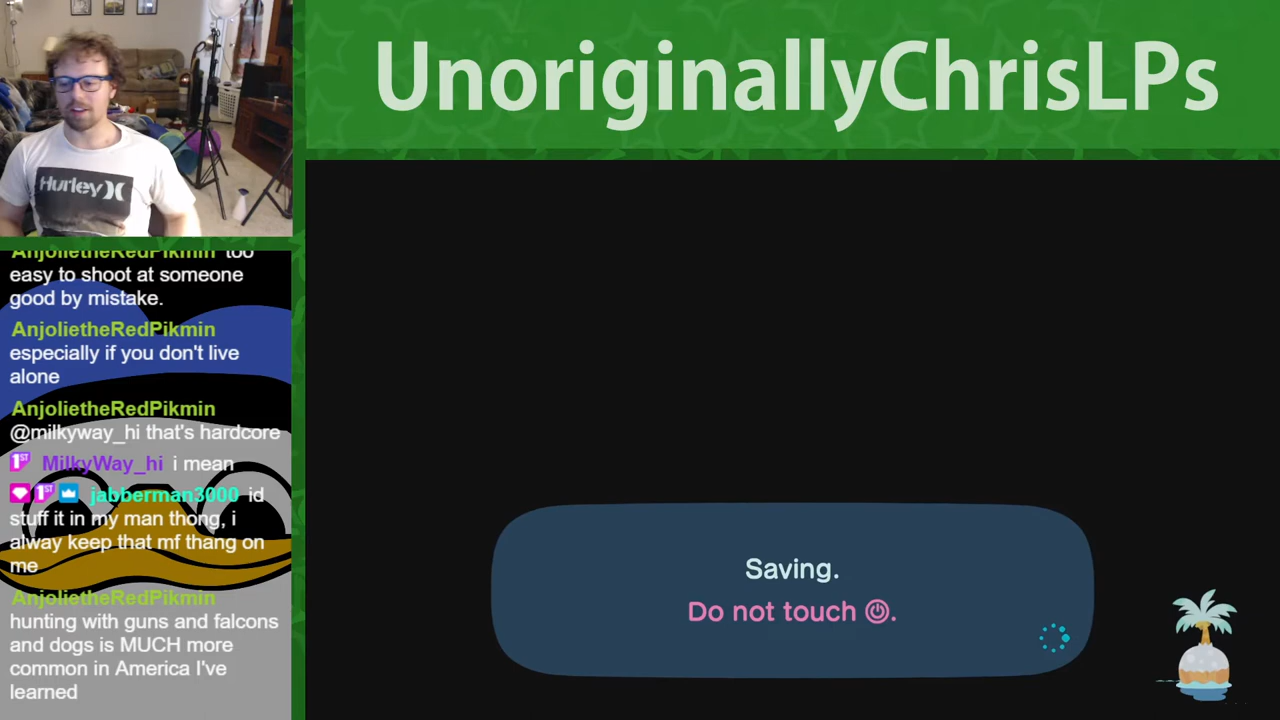 UnoriginallyChrisLPs
Hurley
AnjolietheRedPikmin too
easy to shoot at someone
good by mistake.
AnjolietheRedPikmin
especially if you don't live
alone
AnjolietheRedPikmin
@milkyway_hi that's hardcore
1ST MilkyWay_hi i mean
1ST jabberman3000 id
stuff it in my man thong, i
alway keep that mf thang on
me
AnjolietheRedPikmin
hunting with guns and falcons
and dogs is MUCH more
common in America I've
learned
Saving.
Do not touch .